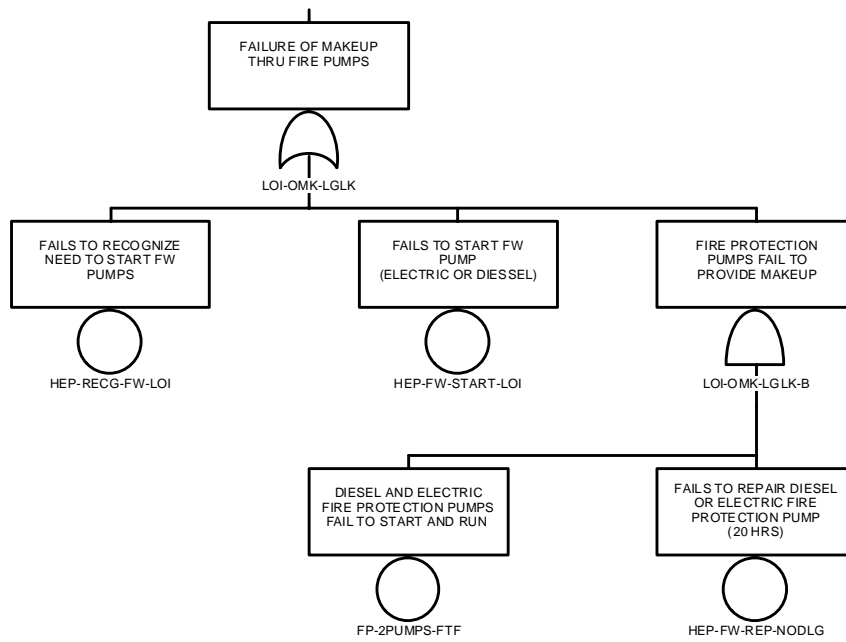 FAILURE OF MAKEUP
THRU FIRE PUMPS
LOI-OMK-LGLK
FAILS TO RECOGNIZE
NEED TO START FW
PUMPS
HEP-RECG-FW-LOI
FAILS TO START FW
PUMP
(ELECTRIC OR DIESSEL)
HEP-FW-START-LOI
FIRE PROTECTION
PUMPS FAIL TO
PROVIDE MAKEUP
LOI-OMK-LGLK-B
DIESEL AND ELECTRIC
FIRE PROTECTION PUMPS
FAIL TO START AND RUN
FP-2PUMPS-FTF
FAILS TO REPAIR DIESEL
OR ELECTRIC FIRE
PROTECTION PUMP
(20 HRS)
HEP-FW-REP-NODLG